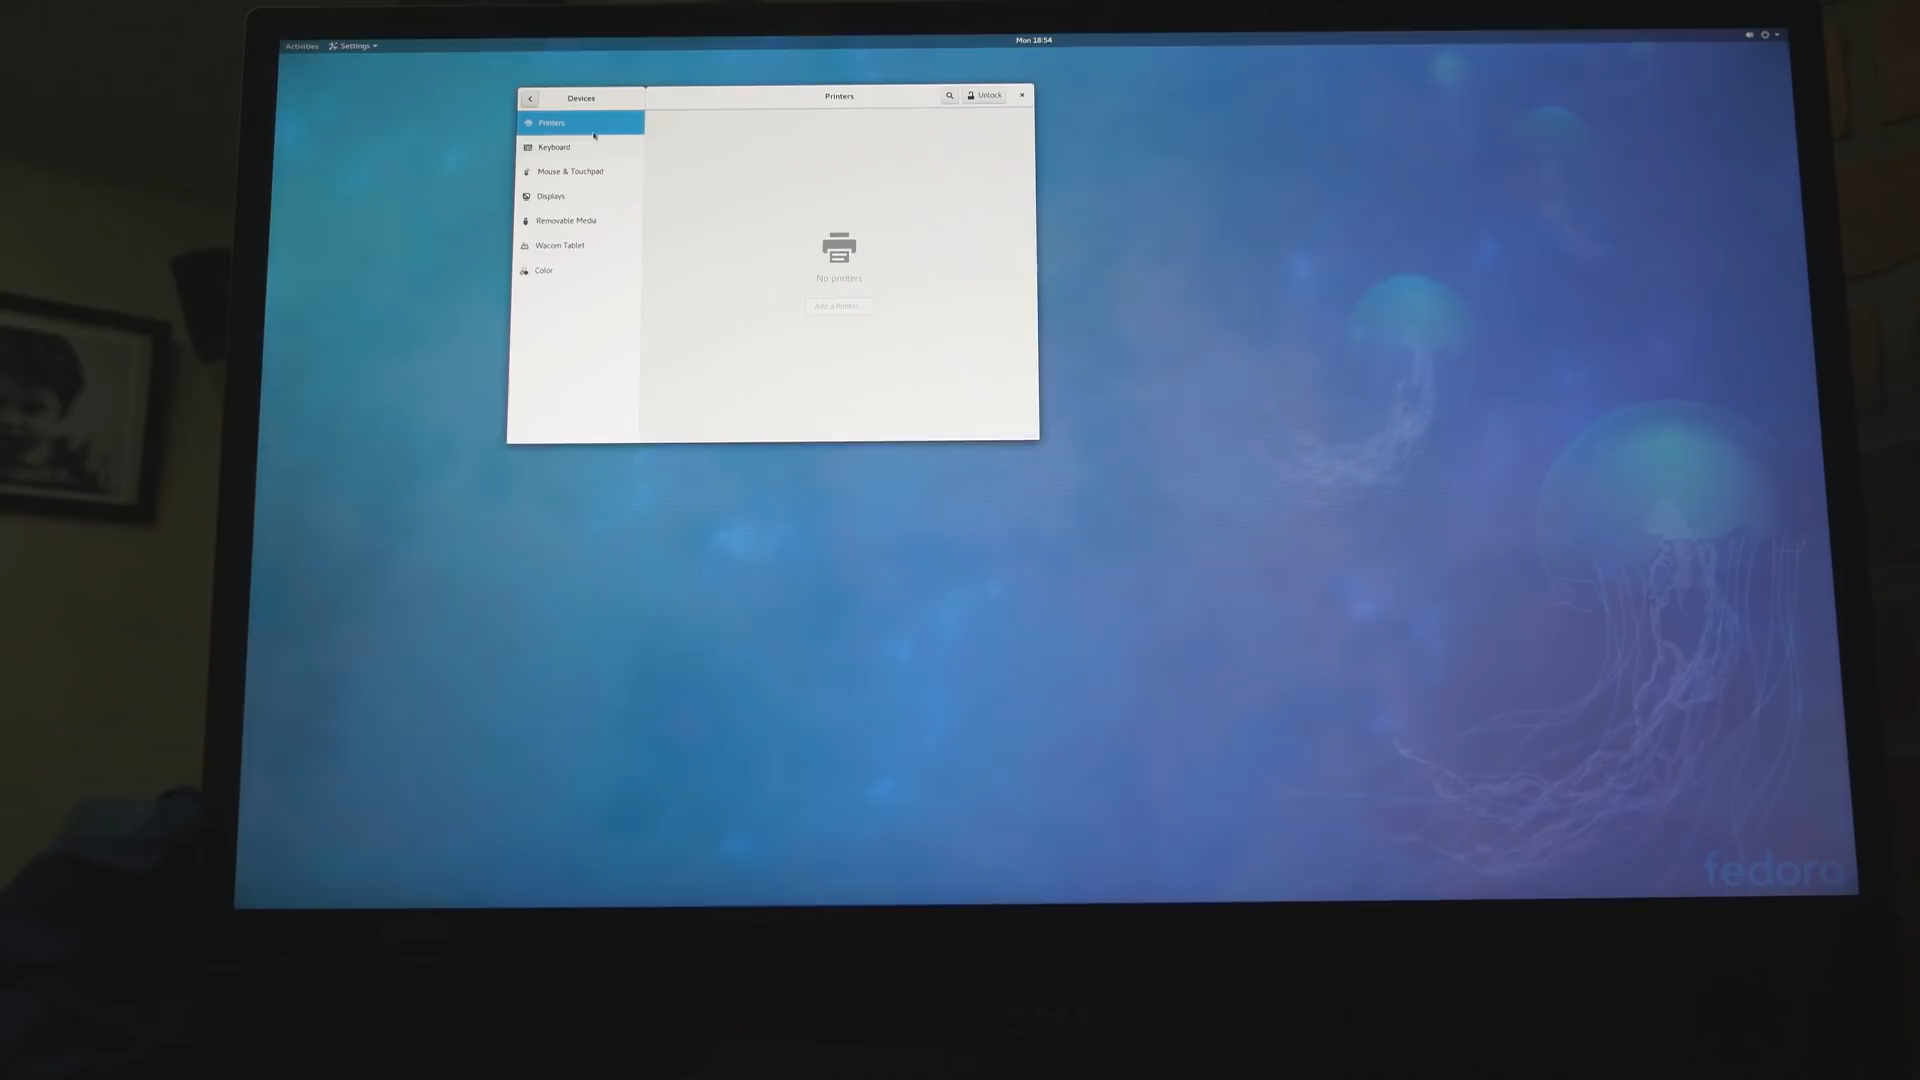 Activities Settings Mon 18:54
Devices Printers Unlock
Printers
Keyboard
Mouse & Touchpad
Displays
Removable Media
Wacom Tablet
Color
No printers
Add a Printer...
fedora